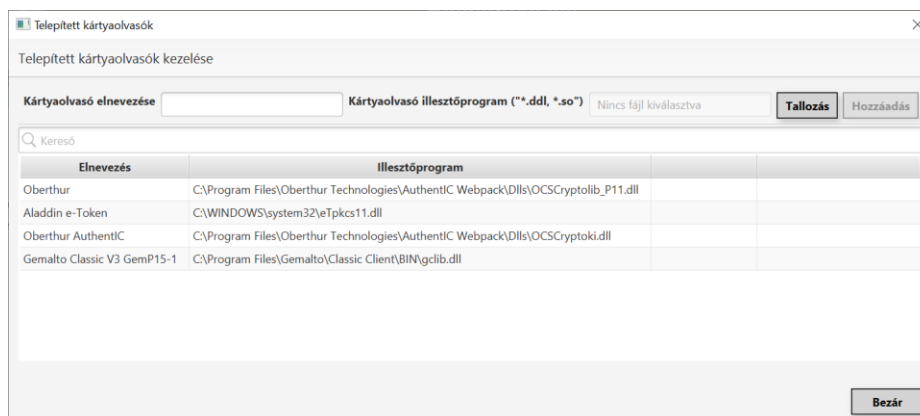 Telepített kártyaolvasók
Telepített kártyaolvasók kezelése
Kártyaolvasó elnevezése Kártyaolvasó illesztőprogram ("*.ddl, *.so") Nincs fájl kiválasztva Tallozás Hozzáadás
Kereső
Elnevezés Illesztőprogram
Oberthur C:\Program Files\Oberthur Technologies\AuthentIC Webpack\Dlls\OCSCryptolib_P11.dll
Aladdin e-Token C:\WINDOWS\system32\eTpkcs11.dll
Oberthur AuthentIC C:\Program Files\Oberthur Technologies\AuthentIC Webpack\Dlls\OCSCryptoki.dll
Gemalto Classic V3 GemP15-1 C:\Program Files\Gemalto\Classic Client\BIN\gclib.dll
Bezár